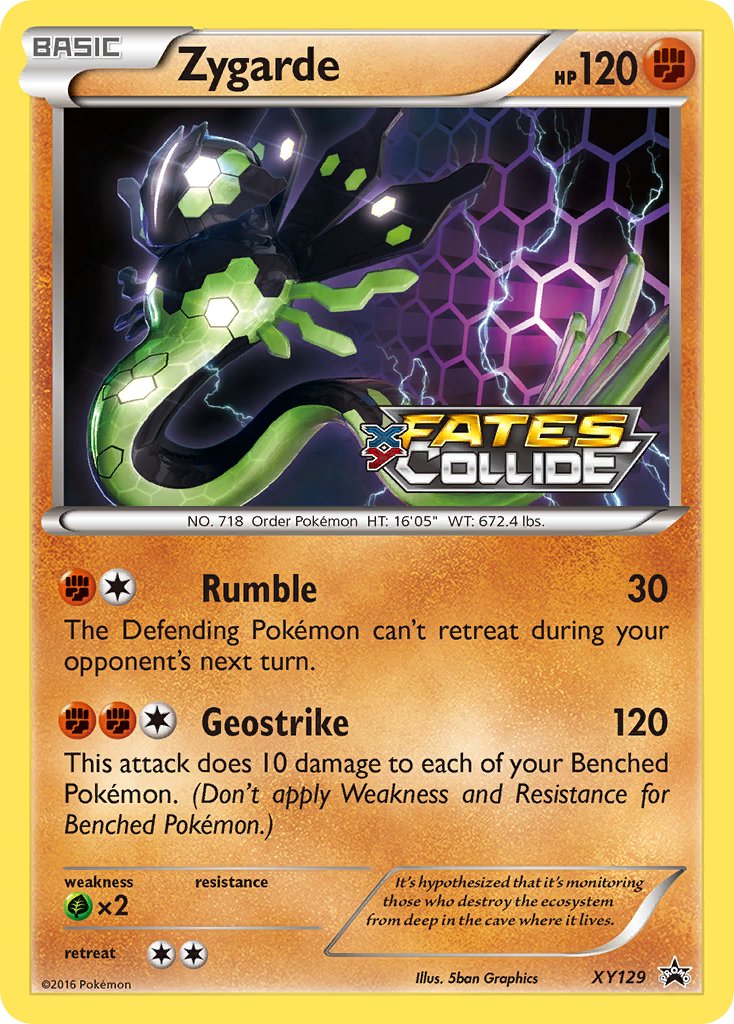 BASIC Zygarde HP120
XY FATES
COLLIDE
NO. 718 Order Pokémon HT: 16'05" WT: 672.4 lbs.
Rumble 30
The Defending Pokémon can't retreat during your
opponent's next turn.
Geostrike 120
This attack does 10 damage to each of your Benched
Pokémon. (Don't apply Weakness and Resistance for
Benched Pokémon.)
weakness resistance
×2
retreat
It's hypothesized that it's monitoring
those who destroy the ecosystem
from deep in the cave where it lives.
©2016 Pokémon Illus. 5ban Graphics XY129 PROMO